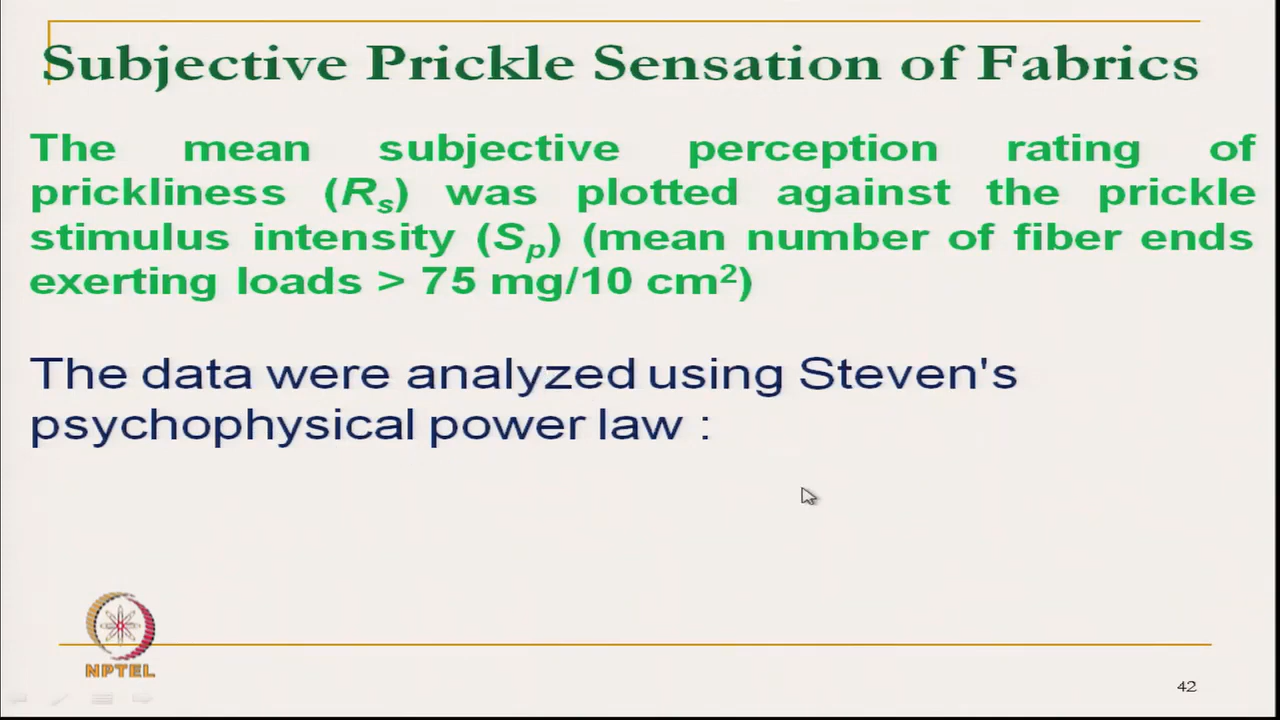 Subjective Prickle Sensation of Fabrics
The mean subjective perception rating of
prickliness (Rs) was plotted against the prickle
stimulus intensity (Sp) (mean number of fiber ends
exerting loads > 75 mg/10 cm²)
The data were analyzed using Steven's
psychophysical power law :
NPTEL
42